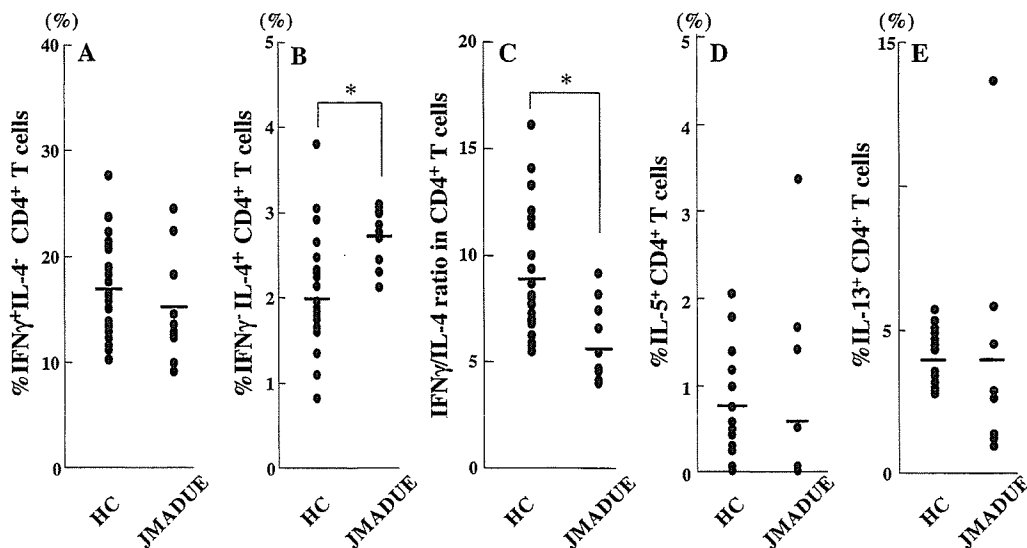 (%) (%) (%) (%)
A B C D E
%IFNγ⁺IL-4⁻ CD4⁺ T cells
40
30
20
10
0
HC JMADUE
%IFNγ⁻ IL-4⁺ CD4⁺ T cells
5
4
3
2
1
0
*
HC JMADUE
IFNγ/IL-4 ratio in CD4⁺ T cells
20
15
10
5
0
*
HC JMADUE
%IL-5⁺ CD4⁺ T cells
5
4
3
2
1
0
HC JMADUE
%IL-13⁺ CD4⁺ T cells
15
5
0
HC JMADUE